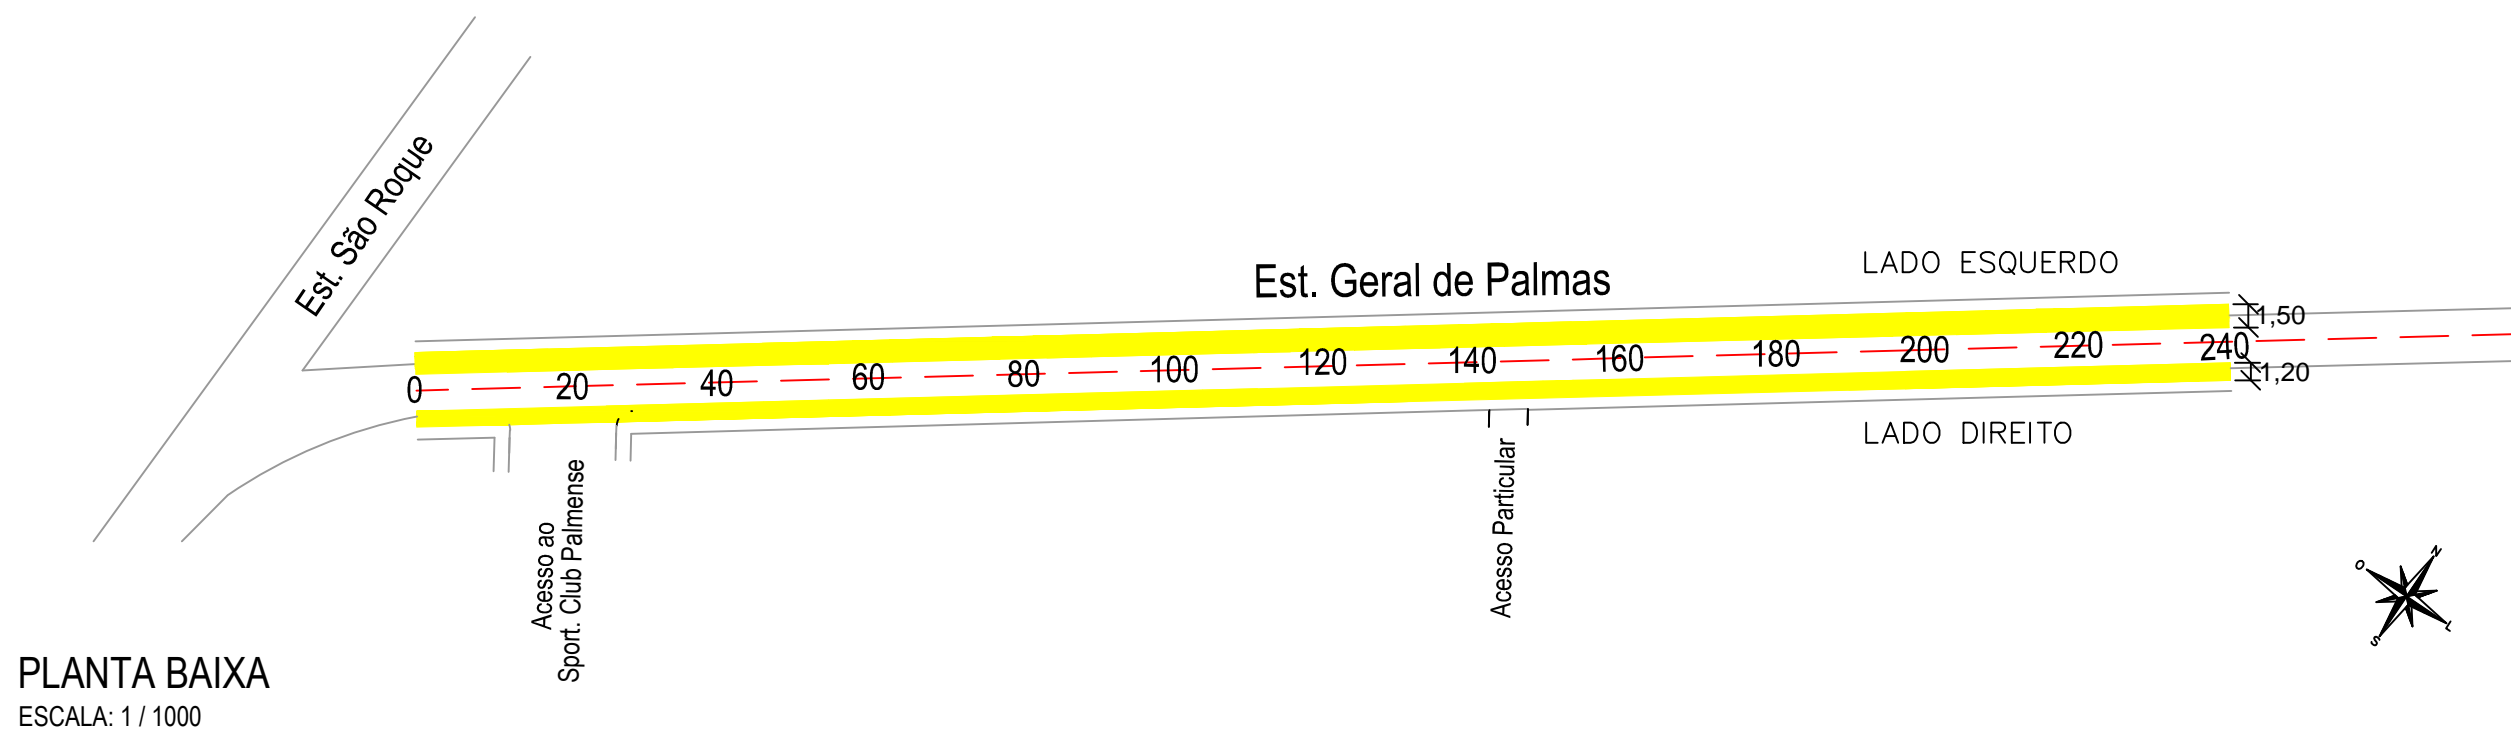 Est. São Roque
Est. Geral de Palmas
LADO ESQUERDO
1,50
0
20
40
60
80
100
120
140
160
180
200
220
240
1,20
LADO DIREITO
Acesso ao
Sport. Club Palmense
Acesso Particular
N
O
L
S
PLANTA BAIXA
ESCALA: 1 / 1000